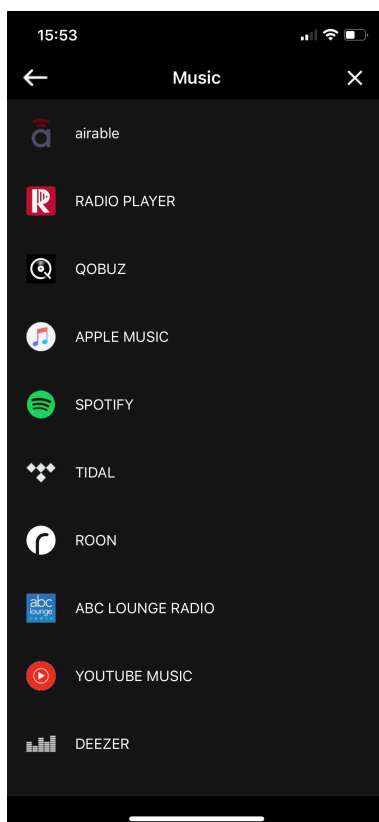 15:53
Music
airable
RADIO PLAYER
QOBUZ
APPLE MUSIC
SPOTIFY
TIDAL
ROON
abc
lounge
radio
ABC LOUNGE RADIO
YOUTUBE MUSIC
DEEZER